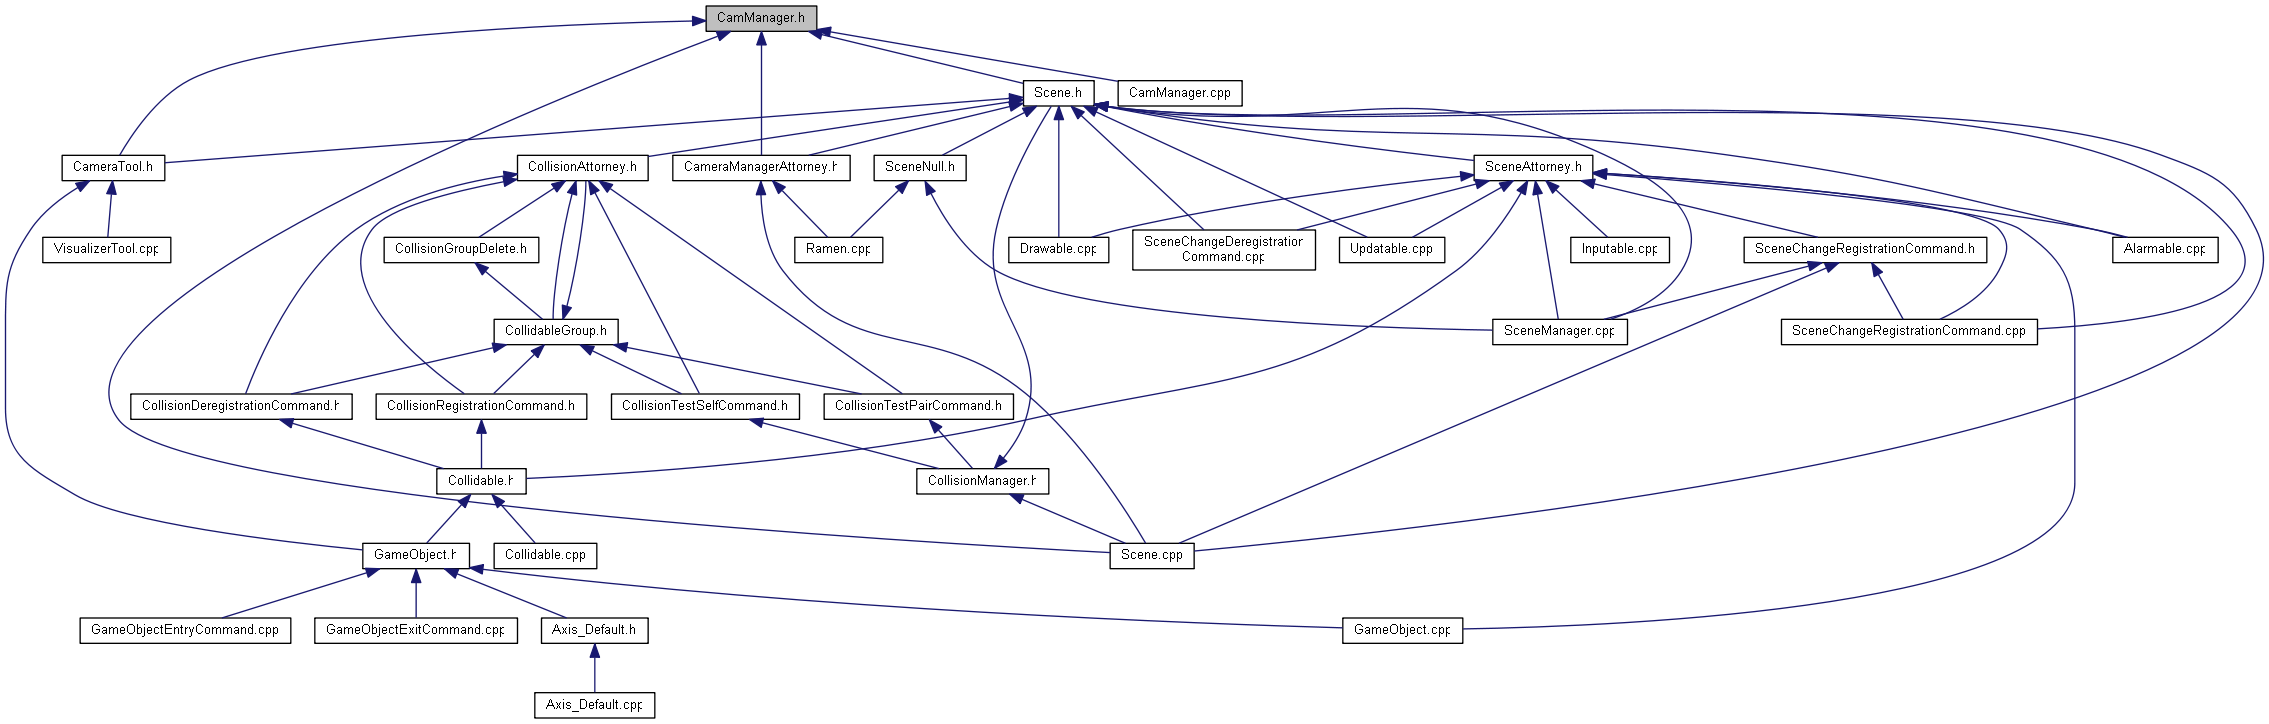 CamManager.h
Scene.h
CamManager.cpp
CameraTool.h
CollisionAttorney.h
CameraManagerAttorney.h
SceneNull.h
SceneAttorney.h
VisualizerTool.cpp
CollisionGroupDelete.h
Ramen.cpp
Drawable.cpp
SceneChangeDeregistration
Command.cpp
Updatable.cpp
Inputable.cpp
SceneChangeRegistrationCommand.h
Alarmable.cpp
CollidableGroup.h
SceneManager.cpp
SceneChangeRegistrationCommand.cpp
CollisionDeregistrationCommand.h
CollisionRegistrationCommand.h
CollisionTestSelfCommand.h
CollisionTestPairCommand.h
Collidable.h
CollisionManager.h
GameObject.h
Collidable.cpp
Scene.cpp
GameObjectEntryCommand.cpp
GameObjectExitCommand.cpp
Axis_Default.h
GameObject.cpp
Axis_Default.cpp